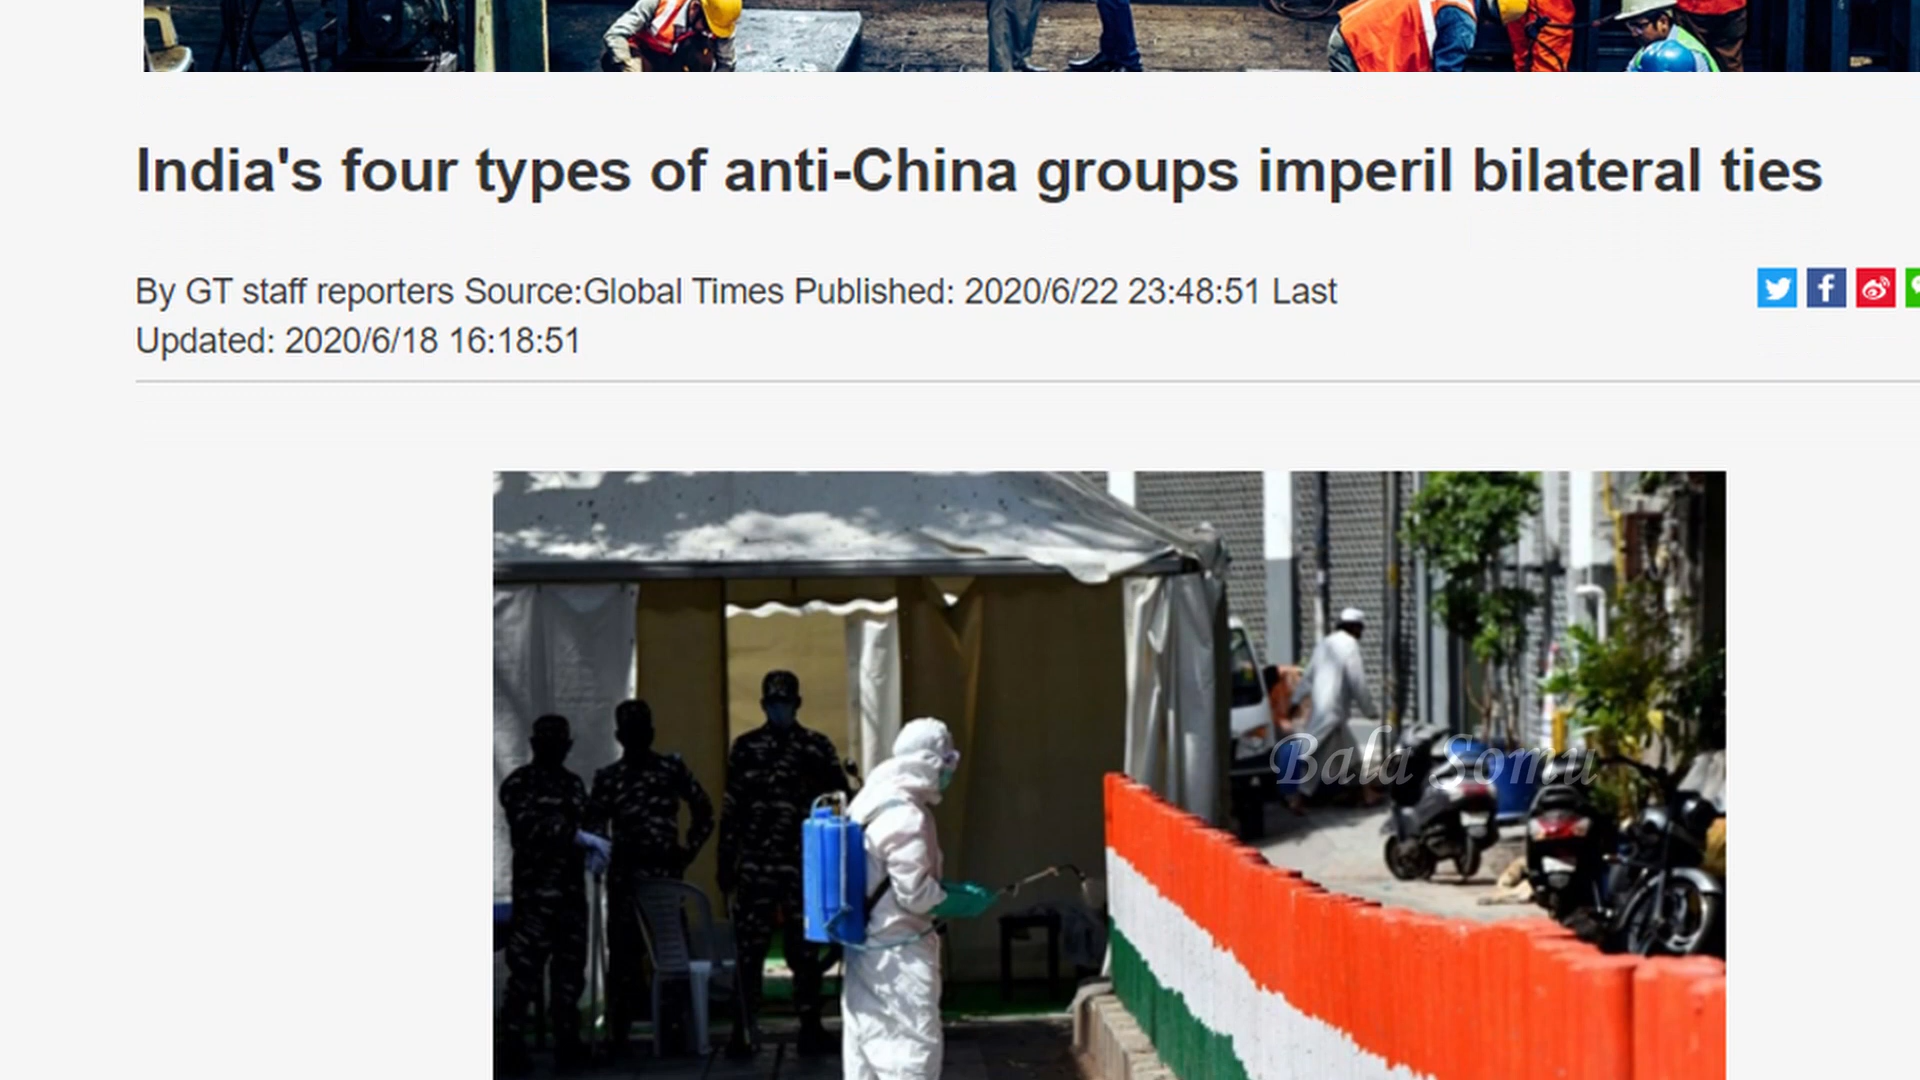 India's four types of anti-China groups imperil bilateral ties
By GT staff reporters Source:Global Times Published: 2020/6/22 23:48:51 Last
Updated: 2020/6/18 16:18:51
Bala Somu